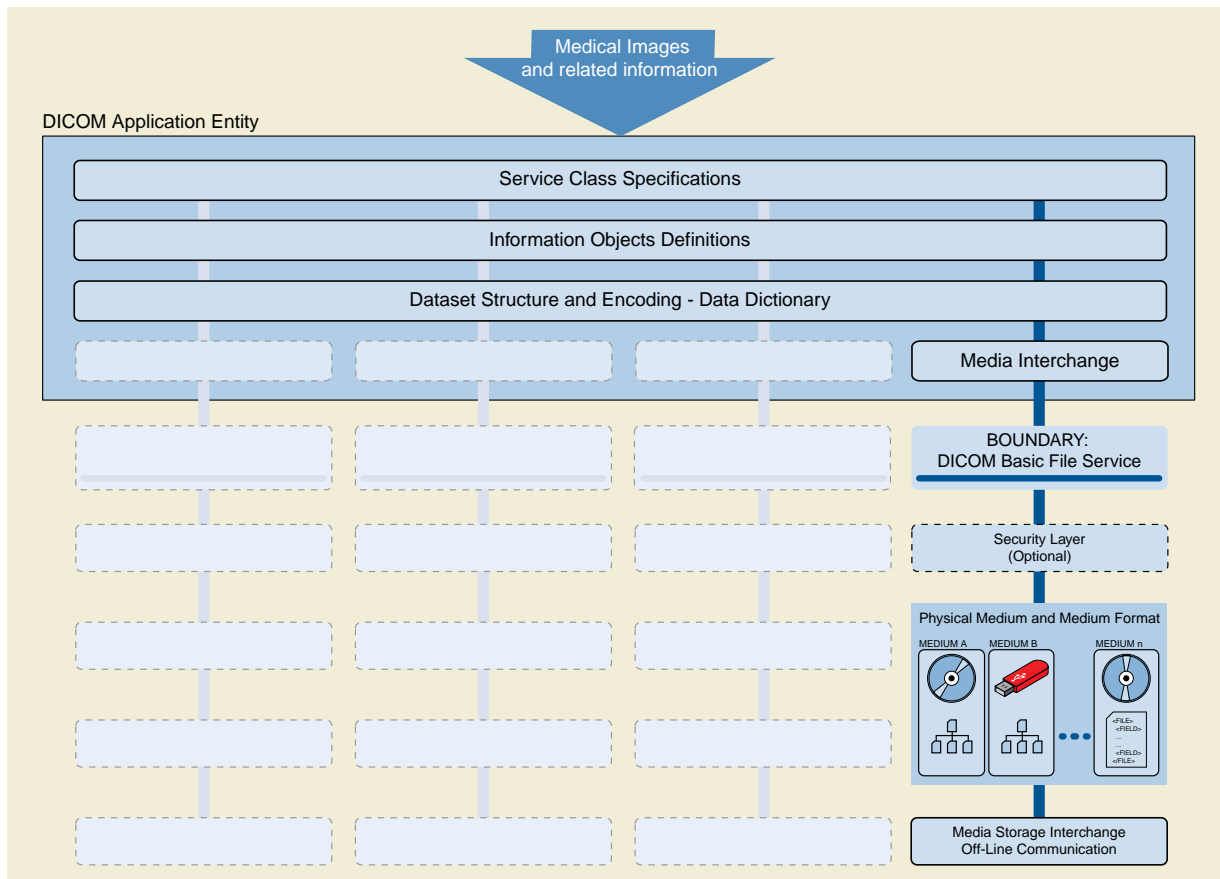 Medical Images
and related information
DICOM Application Entity
Service Class Specifications
Information Objects Definitions
Dataset Structure and Encoding - Data Dictionary
Media Interchange
BOUNDARY:
DICOM Basic File Service
Security Layer
(Optional)
Physical Medium and Medium Format
MEDIUM A
MEDIUM B
MEDIUM n
<FILE>
<FIELD>
...
...
<FIELD>
</FILE>
Media Storage Interchange
Off-Line Communication